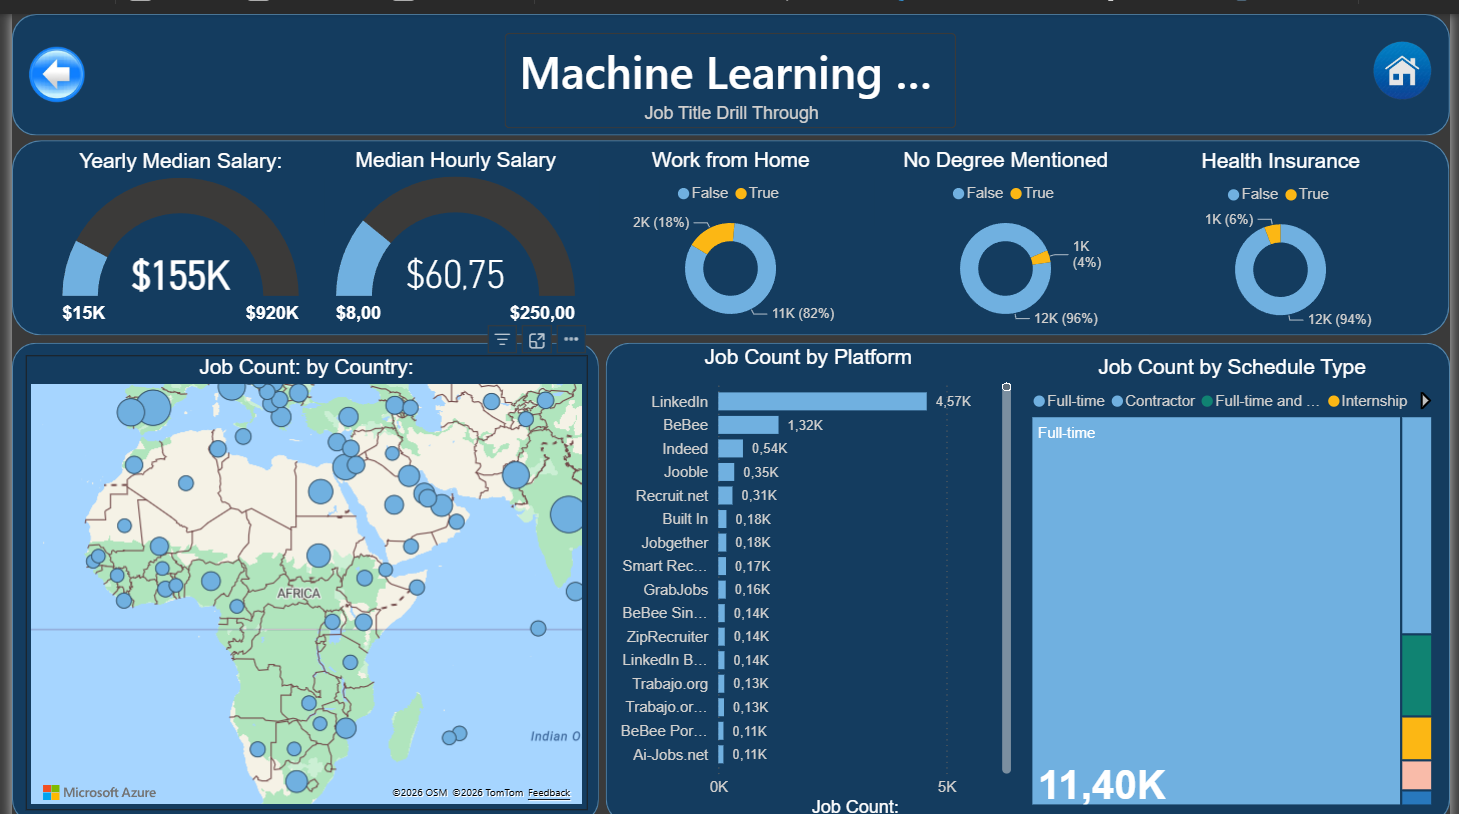 Machine Learning ...
Job Title Drill Through
Yearly Median Salary:
$155K
$15K
$920K
Median Hourly Salary
$60,75
$8,00
$250,00
Work from Home
False True
2K (18%)
11K (82%)
No Degree Mentioned
False True
1K
(4%)
12K (96%)
Health Insurance
False True
1K (6%)
12K (94%)
Job Count: by Country:
AFRICA
Indian O
Microsoft Azure
©2026 OSM ©2026 TomTom Feedback
Job Count by Platform
LinkedIn 4,57K
BeBee 1,32K
Indeed 0,54K
Jooble 0,35K
Recruit.net 0,31K
Built In 0,18K
Jobgether 0,18K
Smart Rec... 0,17K
GrabJobs 0,16K
BeBee Sin... 0,14K
ZipRecruiter 0,14K
LinkedIn B... 0,14K
Trabajo.org 0,13K
Trabajo.or... 0,13K
BeBee Por... 0,11K
Ai-Jobs.net 0,11K
0K 5K
Job Count:
Job Count by Schedule Type
Full-time Contractor Full-time and ... Internship
Full-time
11,40K